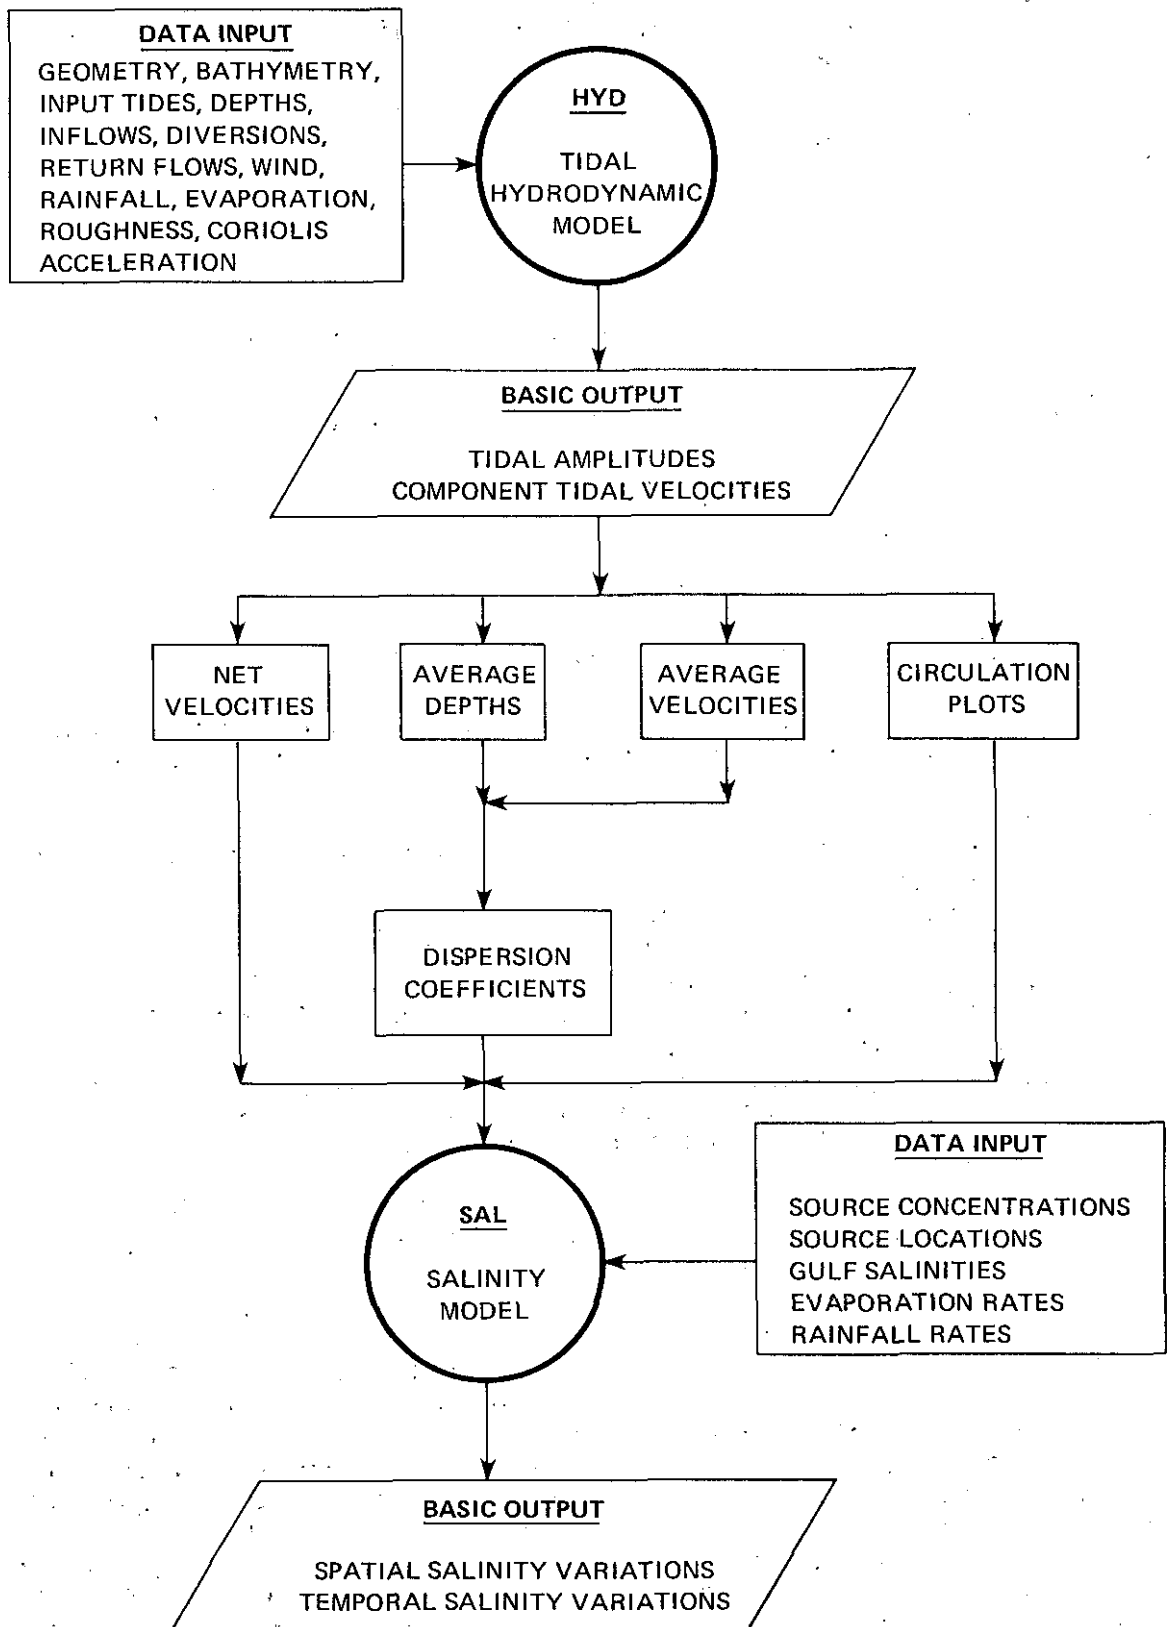 DATA INPUT
GEOMETRY, BATHYMETRY,
INPUT TIDES, DEPTHS,
INFLOWS, DIVERSIONS,
RETURN FLOWS, WIND,
RAINFALL, EVAPORATION,
ROUGHNESS, CORIOLIS
ACCELERATION
HYD
TIDAL
HYDRODYNAMIC
MODEL
BASIC OUTPUT
TIDAL AMPLITUDES
COMPONENT TIDAL VELOCITIES
NET
VELOCITIES
AVERAGE
DEPTHS
AVERAGE
VELOCITIES
CIRCULATION
PLOTS
DISPERSION
COEFFICIENTS
SAL
SALINITY
MODEL
DATA INPUT
SOURCE CONCENTRATIONS
SOURCE LOCATIONS
GULF SALINITIES
EVAPORATION RATES
RAINFALL RATES
BASIC OUTPUT
SPATIAL SALINITY VARIATIONS
TEMPORAL SALINITY VARIATIONS